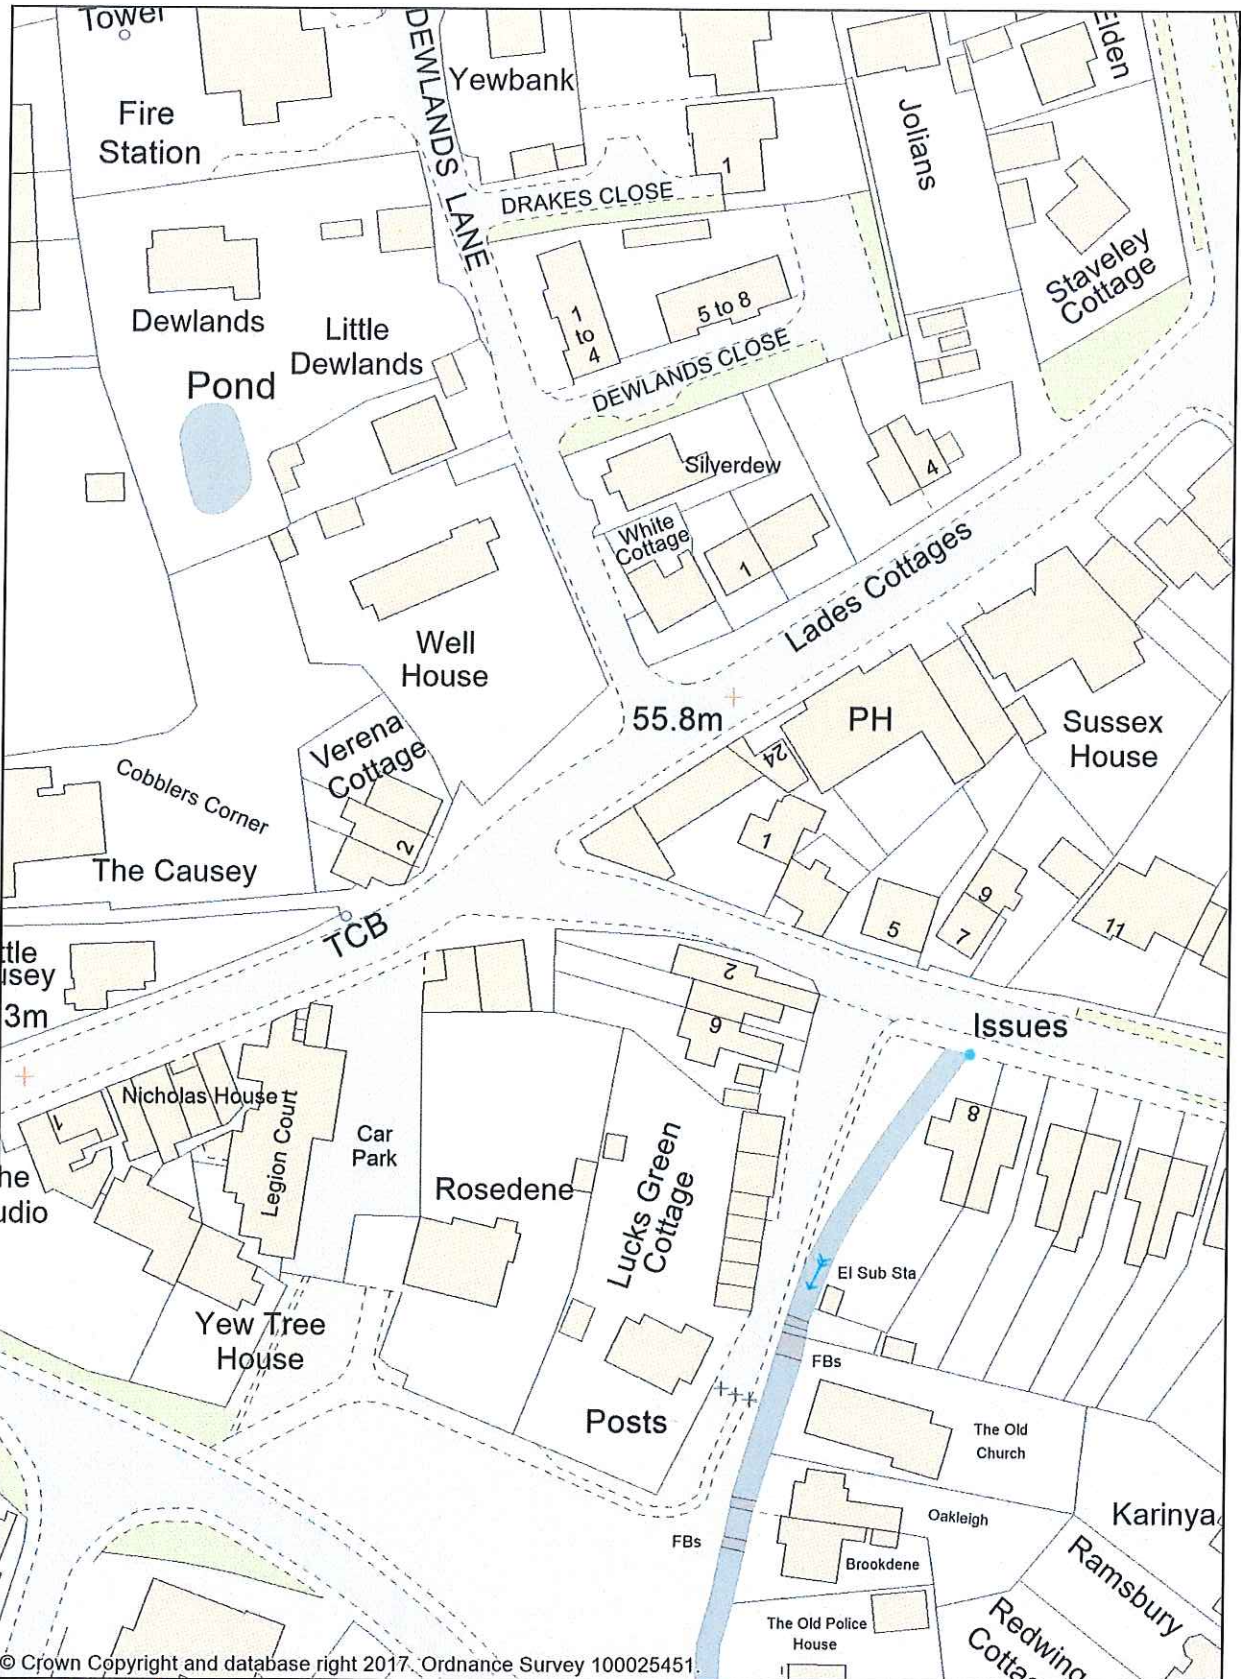 Tower
DEWLANDS LANE
Yewbank
Elden
Fire
Station
Jolians
1
DRAKES CLOSE
Staveley
Cottage
Dewlands
Little
Dewlands
1
to
4
5 to 8
DEWLANDS CLOSE
Pond
Silverdew
4
White
Cottage
1
Lades Cottages
Well
House
55.8m
PH
Sussex
House
Verena
Cottage
24
Cobblers Corner
2
1
The Causey
9
5
7
11
TCB
2
3m
6
Issues
Nicholas House
1
Legion Court
Car
Park
8
Rosedene
Lucks Green
Cottage
El Sub Sta
Yew Tree
House
FBs
Posts
The Old
Church
Karinya
Oakleigh
FBs
Brookdene
Ramsbury
The Old Police
House
Redwing
© Crown Copyright and database right 2017. Ordnance Survey 100025451.